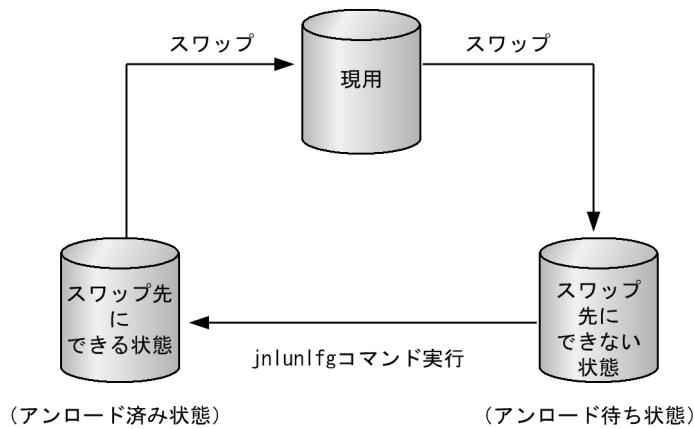 スワップ
スワップ
現用
スワップ先
に
できる状態
スワップ
先に
できない
状態
jnlunlfgコマンド実行
（アンロード済み状態）
（アンロード待ち状態）